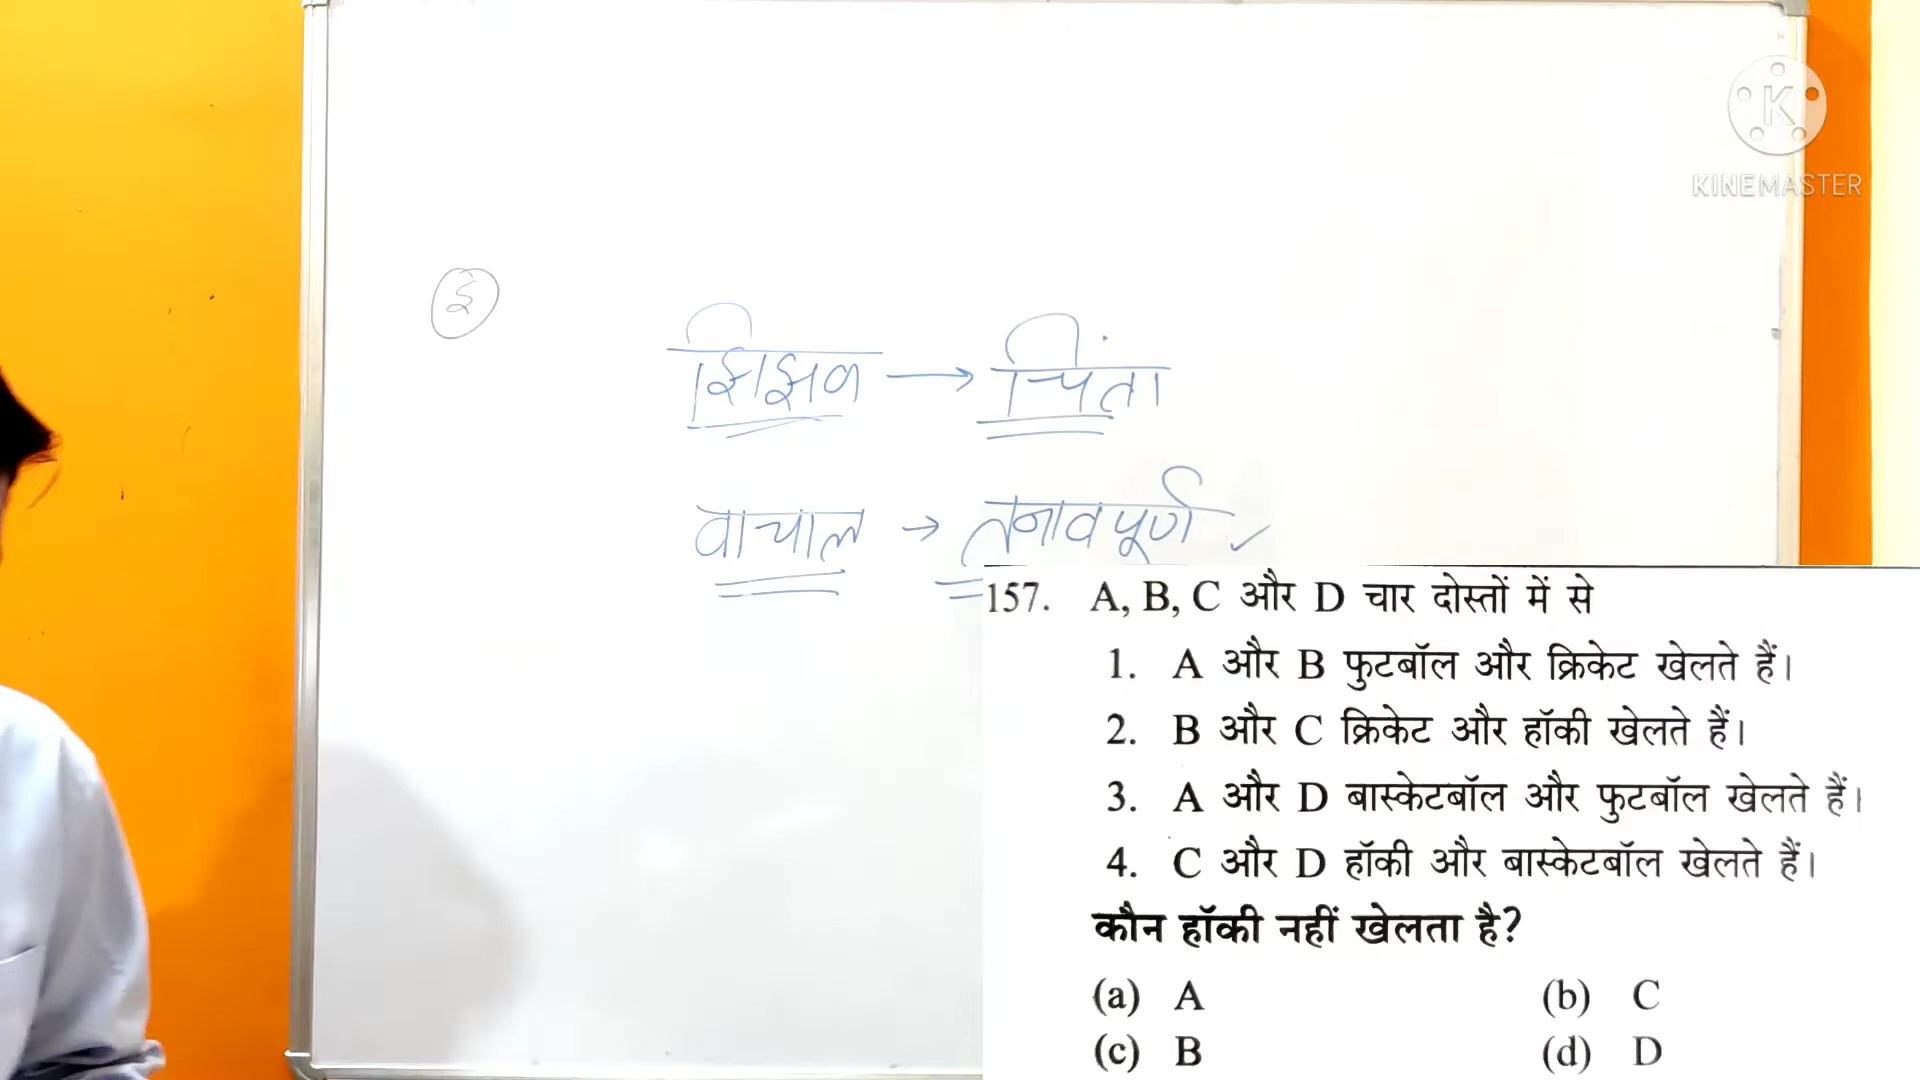 K
KINEMASTER
ई
झिझक → चिंता
वाचाल → तनावपूर्ण ✓
157. A, B, C और D चार दोस्तों में से
1. A और B फुटबॉल और क्रिकेट खेलते हैं।
2. B और C क्रिकेट और हॉकी खेलते हैं।
3. A और D बास्केटबॉल और फुटबॉल खेलते हैं।
4. C और D हॉकी और बास्केटबॉल खेलते हैं।
कौन हॉकी नहीं खेलता है?
(a) A (b) C
(c) B (d) D